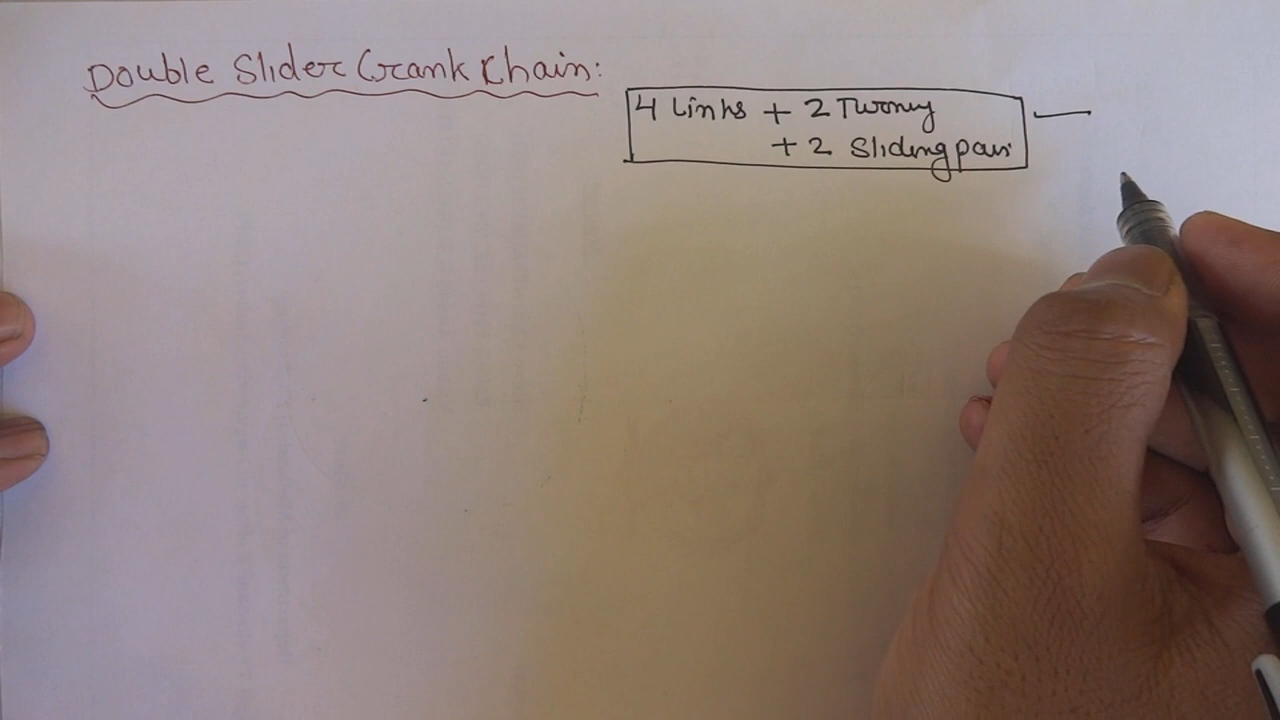 Double Slider Crank Chain:
4 Links + 2 Turning
+ 2 Sliding pair